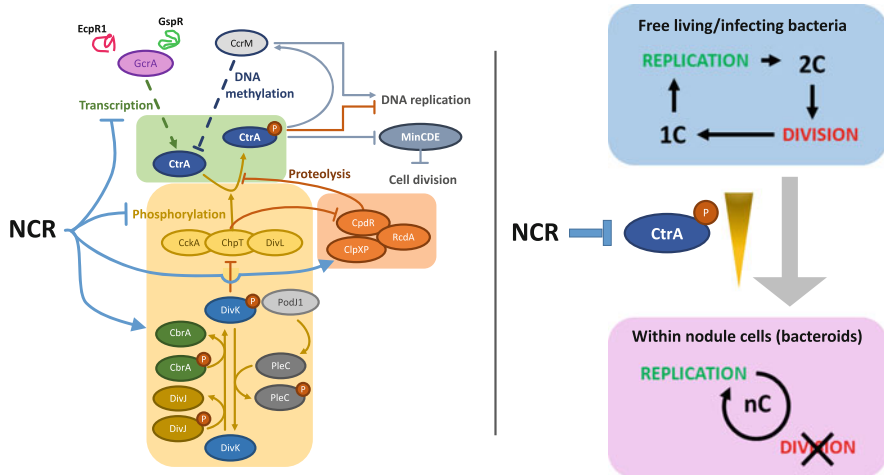 EcpR1
GspR
GcrA
CcrM
DNA
methylation
Transcription
DNA replication
CtrA
P
CtrA
MinCDE
Cell division
Proteolysis
NCR
Phosphorylation
CckA
ChpT
DivL
CpdR
RcdA
ClpXP
DivK
P
PodJ1
CbrA
CbrA
P
PleC
PleC
P
DivJ
DivJ
P
DivK
Free living/infecting bacteria
REPLICATION
2C
1C
DIVISION
NCR
CtrA
P
Within nodule cells (bacteroids)
REPLICATION
nC
DIVISION